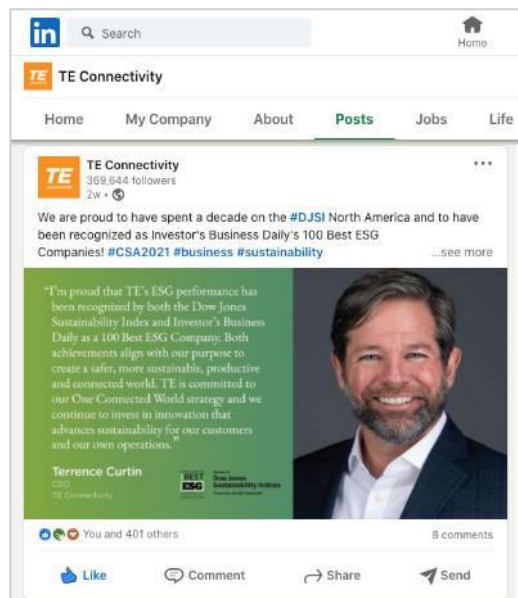 in Search
Home
TE TE Connectivity
Home My Company About Posts Jobs Life
TE TE Connectivity
369,644 followers
2w •
We are proud to have spent a decade on the #DJSI North America and to have
been recognized as Investor's Business Daily's 100 Best ESG
Companies! #CSA2021 #business #sustainability ...see more
“I’m proud that TE’s ESG performance has
been recognized by both the Dow Jones
Sustainability Index and Investor’s Business
Daily as a 100 Best ESG Company. Both
achievements align with our purpose to
create a safer, more sustainable, productive
and connected world. TE is committed to
our One Connected World strategy and we
continue to invest in innovation that
advances sustainability for our customers
and our own operations.”
Terrence Curtin
CEO
TE Connectivity
BEST
ESG
Dow Jones
Sustainability Indices
You and 401 others 8 comments
Like Comment Share Send